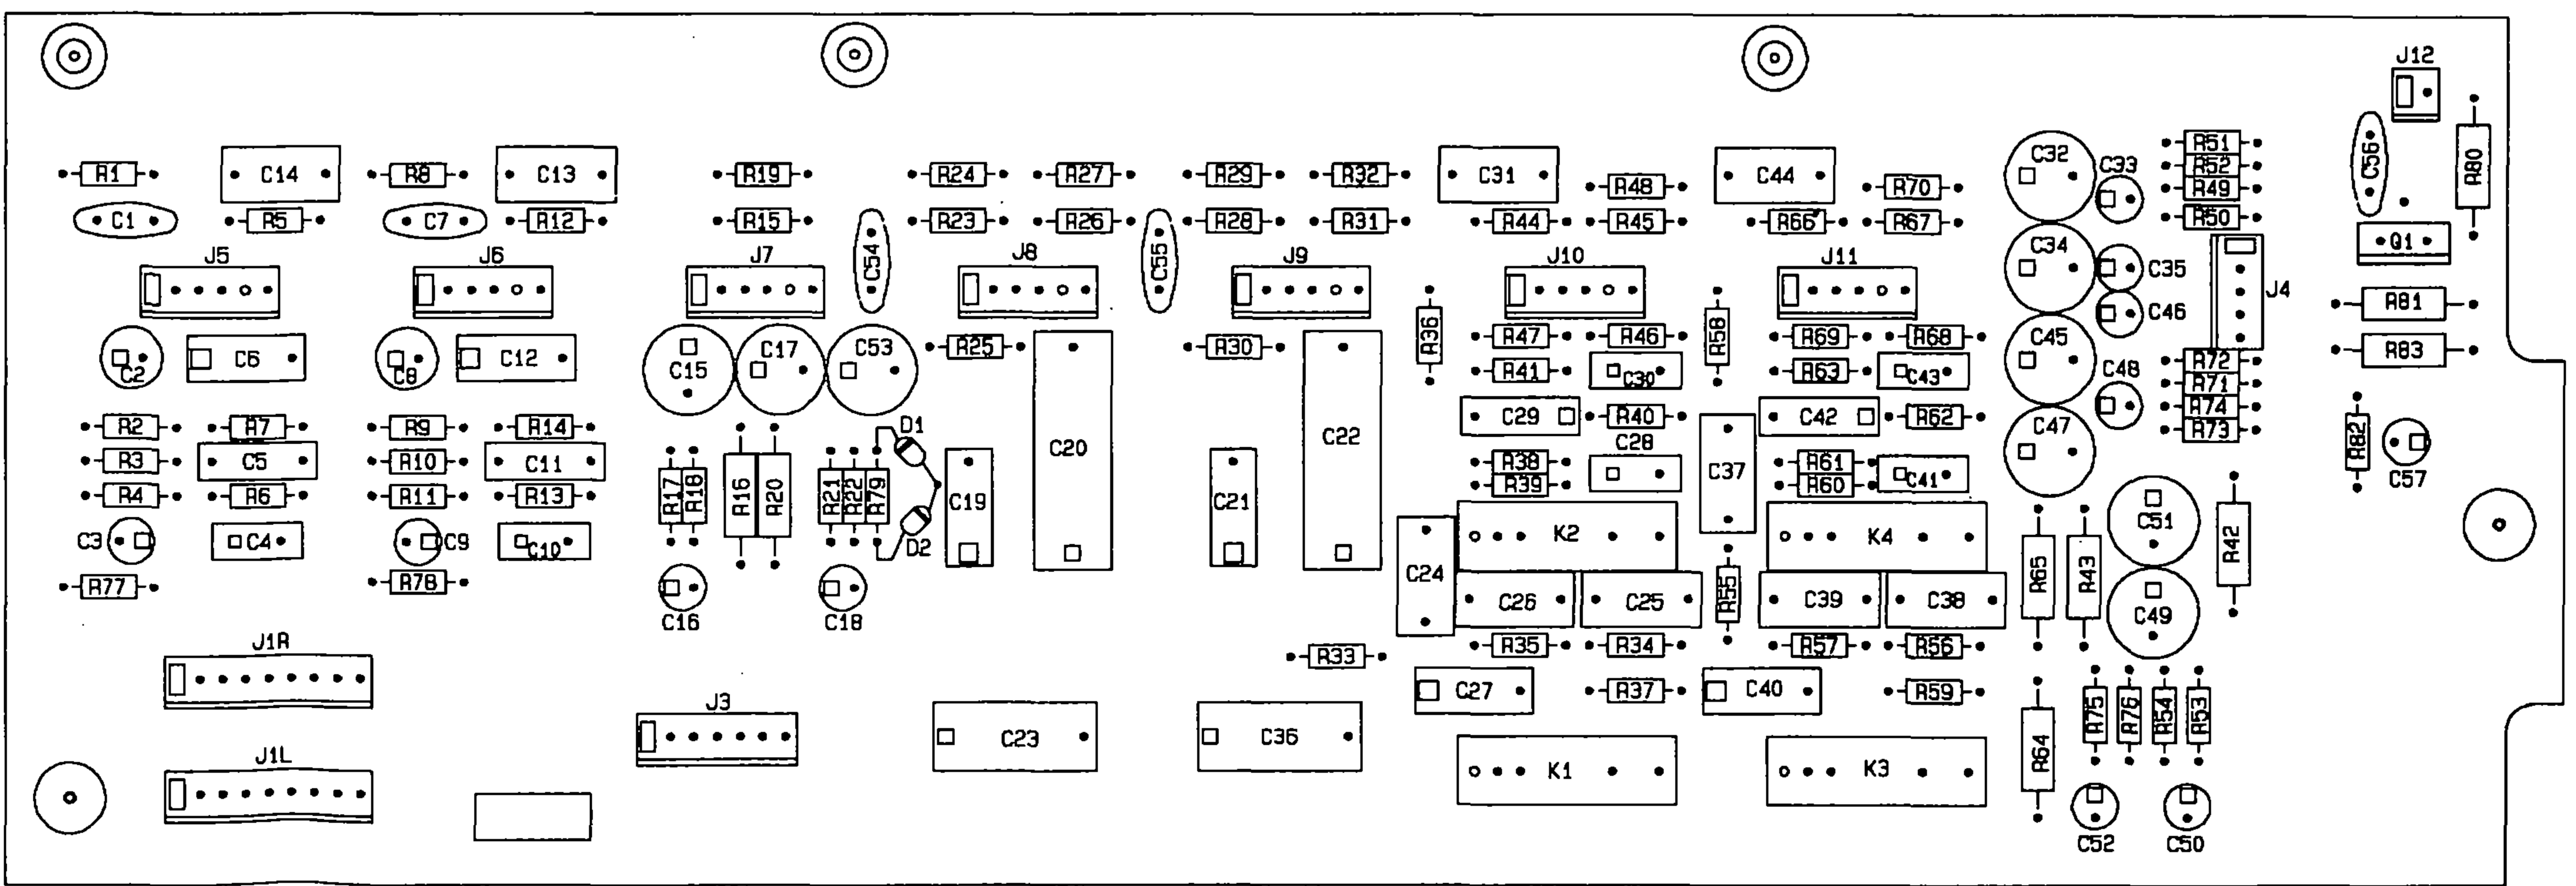 J12
R1 C14 R8 C13 R19 R24 R27 R29 R32 C31 R48 C44 R70 C32 C33 R51 C56 R80
R52
R49
C1 R5 C7 R12 R15 C54 R23 R26 C55 R28 R31 R44 R45 R66 R67 R50
J5 J6 J7 J8 J9 J10 J11 C34 C35 Q1
J4
R81
C46
C2 C6 C8 C12 C15 C17 C53 R25 R30 R36 R47 R46 R58 R69 R68 C45 R72 R83
R41 C30 R63 C43 C48 R71
R74
R2 R7 R9 R14 D1 C29 R40 C42 R62 R73
C20 C22 C28 C47 R82
R3 C5 R10 C11 R38 C37 R61 C57
R4 R6 R11 R13 R17 R18 R16 R20 R21 R22 R79 C19 C21 R39 R60 C41
C51
C3 C4 C9 C10 D2 K2 K4 R42
R77 R78 C24 R65 R43
C16 C18 C26 C25 R55 C39 C38 C49
J1R R33 R35 R34 R57 R56
C27 R37 C40 R59
J3 R75 R76 R54 R53
C23 C36 R64
J1L K1 K3
C52 C50